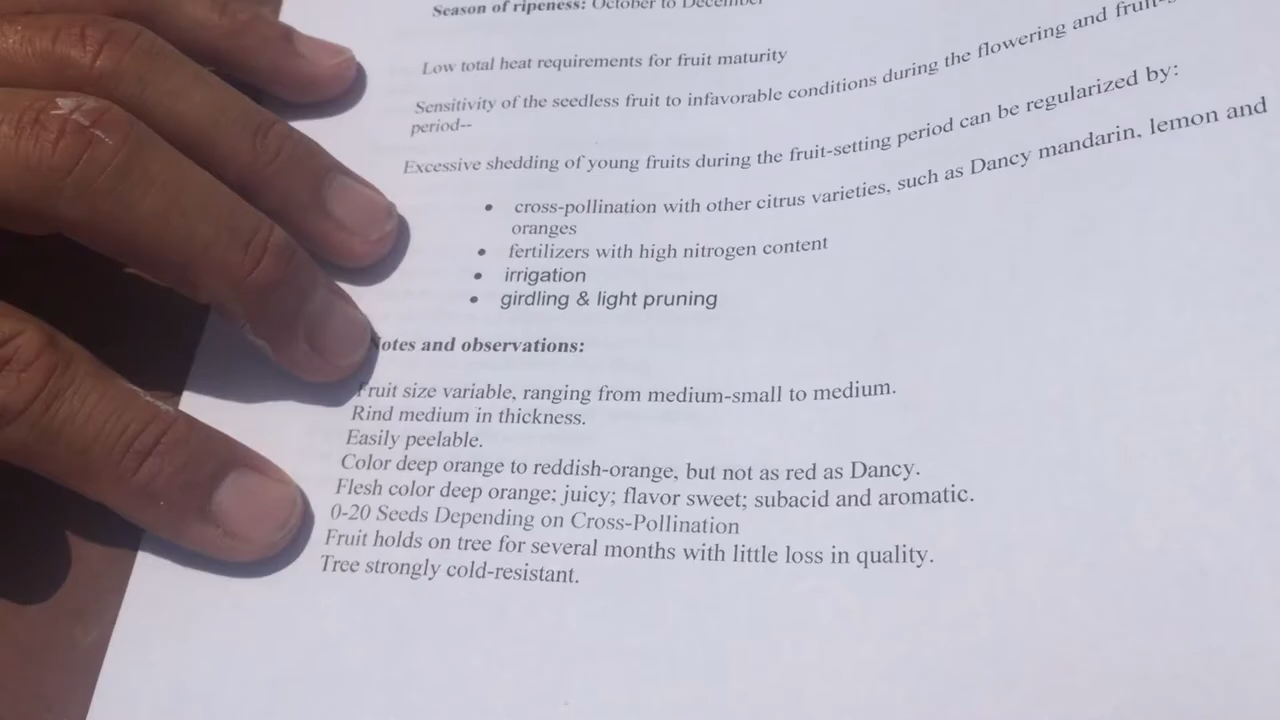 Season of ripeness: October to December
Low total heat requirements for fruit maturity
Sensitivity of the seedless fruit to infavorable conditions during the flowering and
period--
Excessive shedding of young fruits during the fruit-setting period can be regularized by:
• cross-pollination with other citrus varieties, such as Dancy mandarin, lemon and
oranges
• fertilizers with high nitrogen content
• irrigation
• girdling & light pruning
Notes and observations:
Fruit size variable, ranging from medium-small to medium.
Rind medium in thickness.
Easily peelable.
Color deep orange to reddish-orange, but not as red as Dancy.
Flesh color deep orange; juicy; flavor sweet; subacid and aromatic.
0-20 Seeds Depending on Cross-Pollination
Fruit holds on tree for several months with little loss in quality.
Tree strongly cold-resistant.